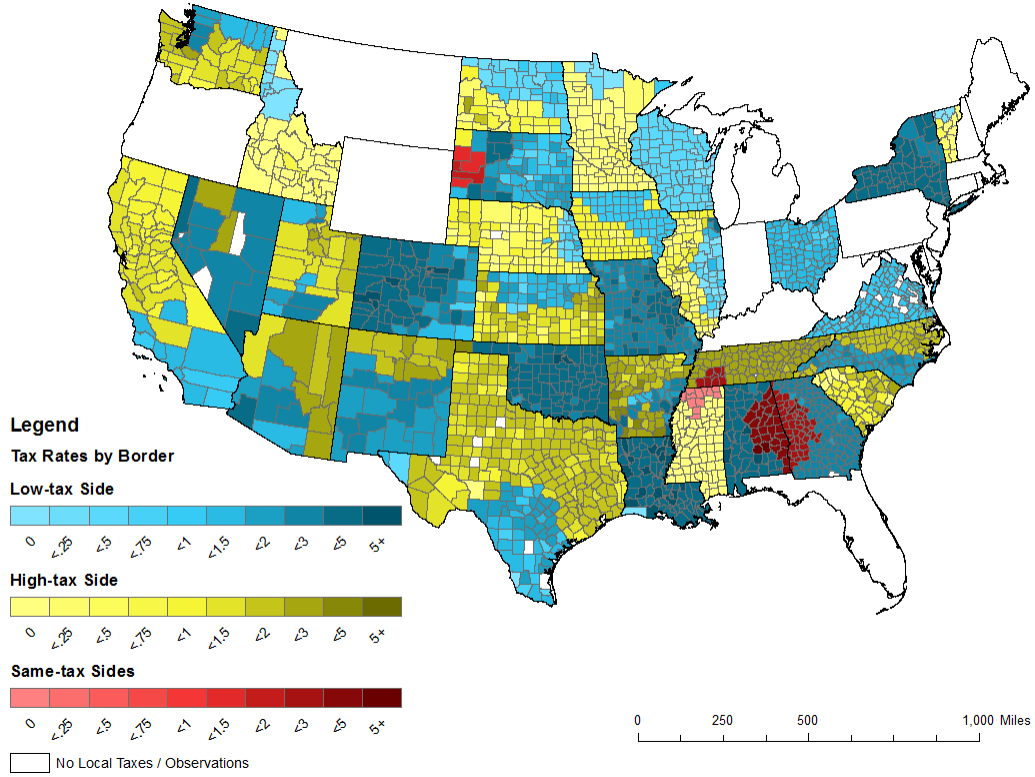 Legend
Tax Rates by Border
Low-tax Side
0 <.25 <.5 <.75 <1 <1.5 <2 <3 <5 5+
High-tax Side
0 <.25 <.5 <.75 <1 <1.5 <2 <3 <5 5+
Same-tax Sides
0 <.25 <.5 <.75 <1 <1.5 <2 <3 <5 5+
No Local Taxes / Observations
0 250 500 1,000 Miles